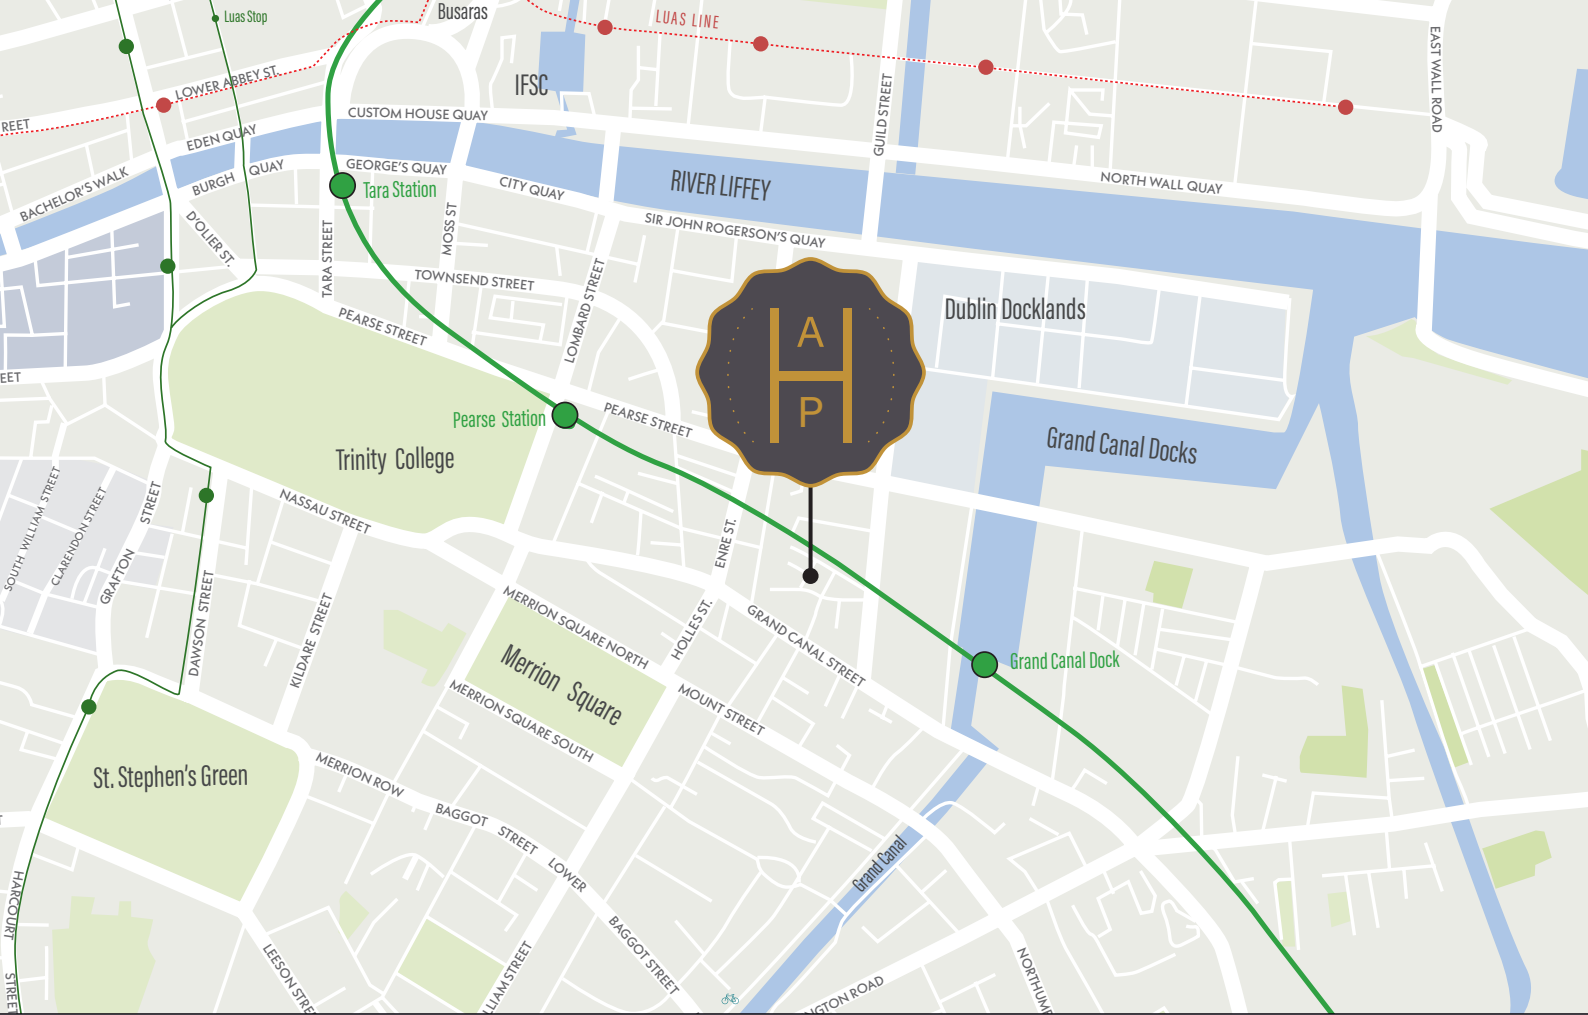 Busaras
LUAS LINE
Luas Stop
EAST WALL ROAD
LOWER ABBEY ST.
IFSC
GUILD STREET
REET
CUSTOM HOUSE QUAY
EDEN QUAY
GEORGE'S QUAY
BURGH QUAY
BACHELOR'S WALK
Tara Station
CITY QUAY
RIVER LIFFEY
NORTH WALL QUAY
D'OLIER ST.
MOSS ST
SIR JOHN ROGERSON'S QUAY
TARA STREET
TOWNSEND STREET
LOMBARD STREET
Dublin Docklands
PEARSE STREET
A
H
P
EET
Pearse Station
PEARSE STREET
Grand Canal Docks
Trinity College
NASSAU STREET
SOUTH WILLIAM STREET
CLARENDON STREET
GRAFTON STREET
ENRE ST.
DAWSON STREET
KILDARE STREET
MERRION SQUARE NORTH
HOLLES ST.
GRAND CANAL STREET
Grand Canal Dock
Merrion Square
MERRION SQUARE SOUTH
MOUNT STREET
St. Stephen's Green
MERRION ROW
BAGGOT STREET LOWER
Grand Canal
HARCOURT STREET
BAGGOT STREET
LEESON STREE
LLIAM STREET
NGTON ROAD
NORTHUMB